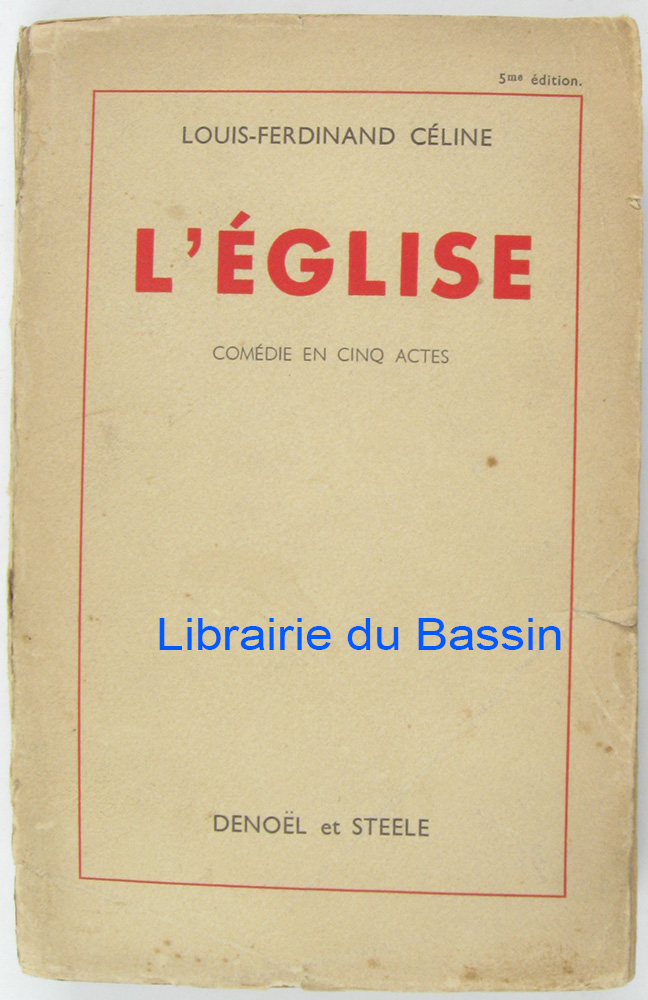 5me édition.
LOUIS-FERDINAND CÉLINE
L'ÉGLISE
COMÉDIE EN CINQ ACTES
Librairie du Bassin
DENOËL et STEELE